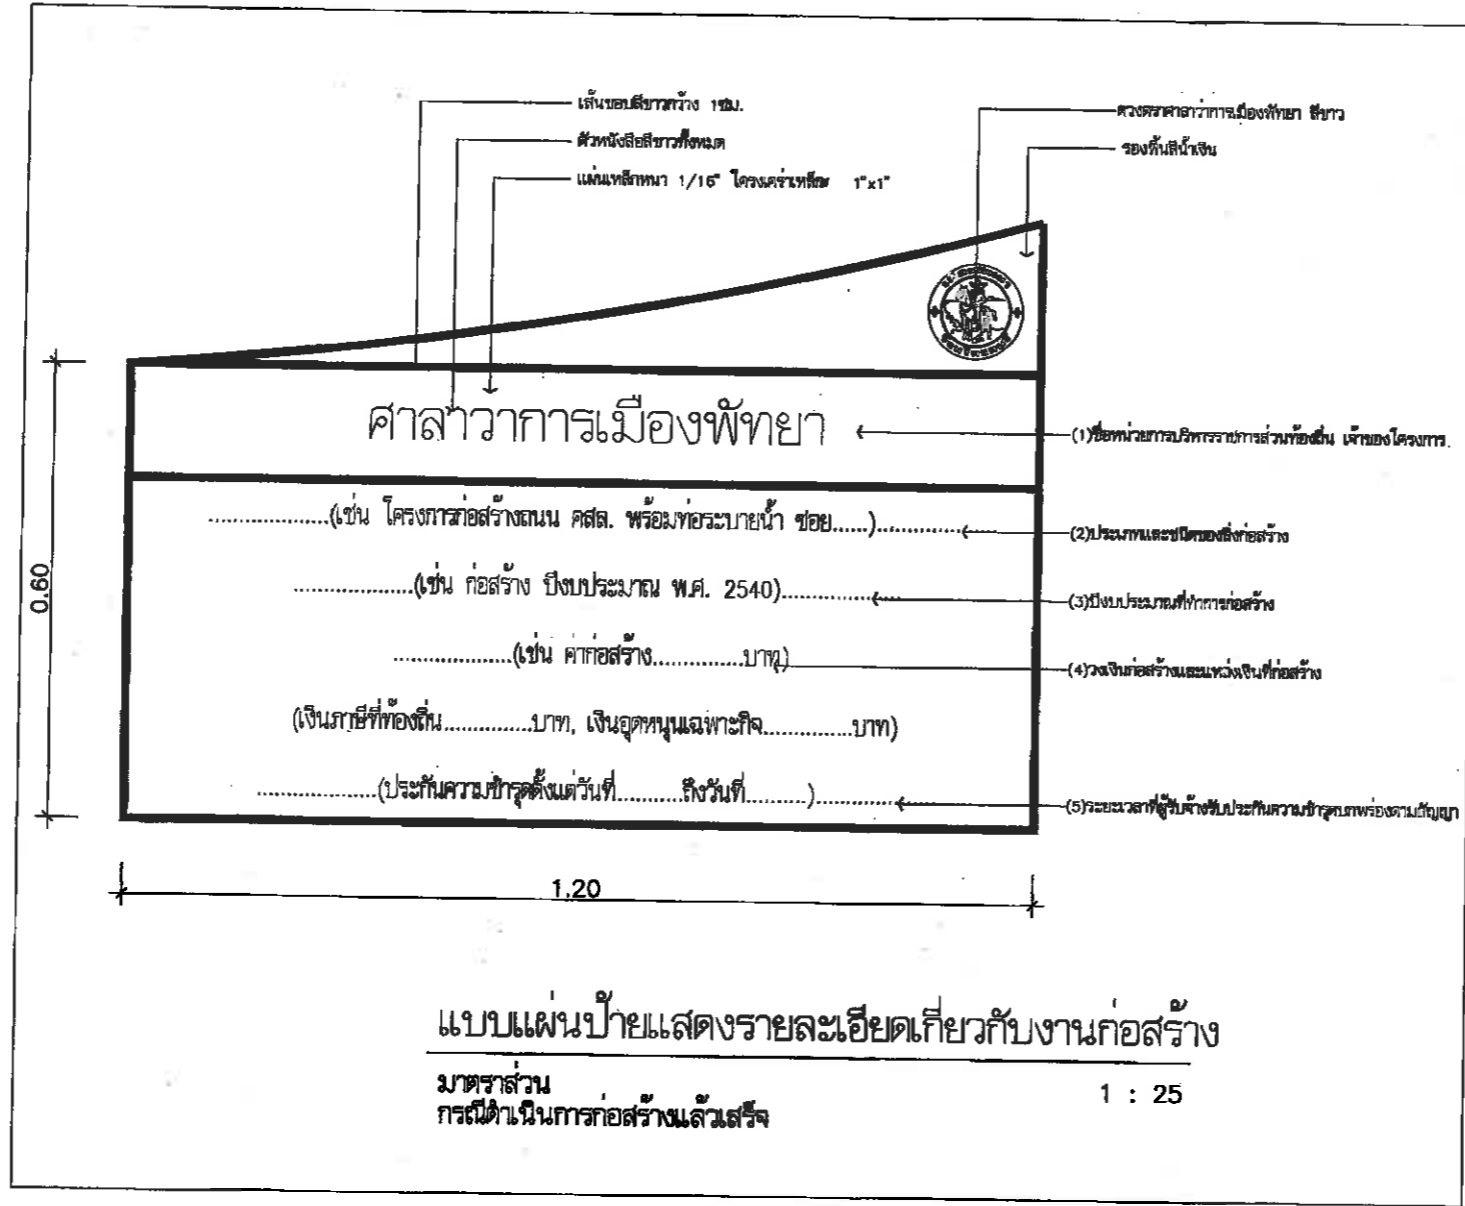 เส้นขอบสีขาวกว้าง 1ซม.
ตัวหนังสือสีขาวทั้งหมด
แผ่นเหล็กหนา 1/16" โครงเคร่าเหล็ก 1"x1"
ดวงตราศาลาว่าการเมืองพัทยา สีขาว
รองพื้นสีน้ำเงิน
ศาลาวาการเมืองพัทยา
(1)ชื่อหน่วยการบริหารราชการส่วนท้องถิ่น เจ้าของโครงการ.
..................(เช่น โครงการก่อสร้างถนน คสล. พร้อมท่อระบายน้ำ ซอย......)..................
(2)ประเภทและชนิดของสิ่งก่อสร้าง
..................(เช่น ก่อสร้าง ปีงบประมาณ พ.ศ. 2540)..................
(3)ปีงบประมาณที่ทำการก่อสร้าง
..................(เช่น ค่าก่อสร้าง..............บาท)
(4)วงเงินก่อสร้างและแหล่งเงินที่ก่อสร้าง
(เงินภาษีที่ท้องถิ่น..............บาท, เงินอุดหนุนเฉพาะกิจ..............บาท)
..................(ประกันความชำรุดตั้งแต่วันที่..........ถึงวันที่.........)..................
(5)ระยะเวลาที่ผู้รับจ้างรับประกันความชำรุดบกพร่องตามสัญญา
0.60
1.20
แบบแผ่นป้ายแสดงรายละเอียดเกี่ยวกับงานก่อสร้าง
มาตราส่วน 1 : 25
กรณีดำเนินการก่อสร้างแล้วเสร็จ